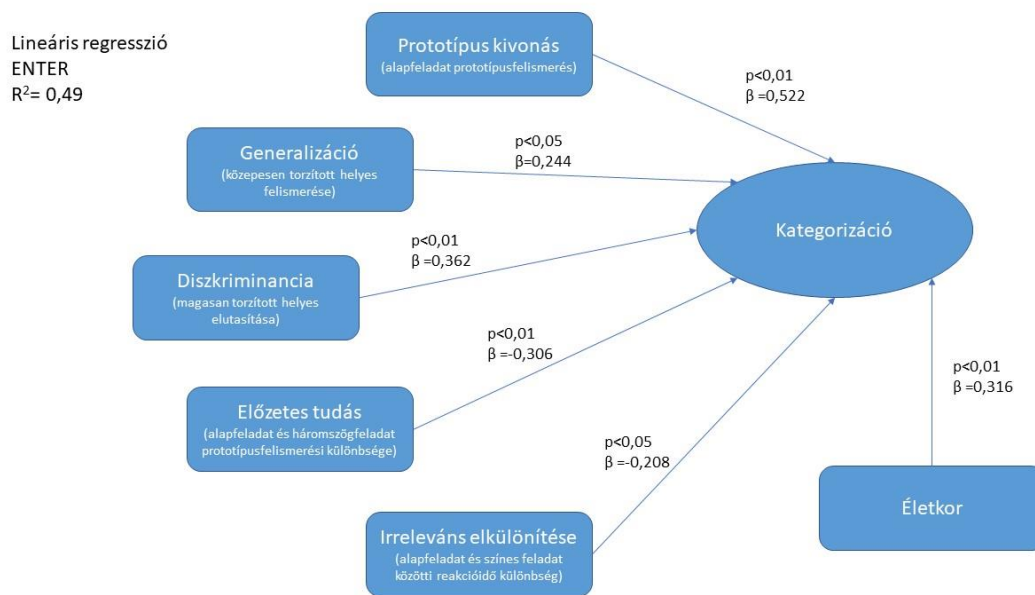 Lineáris regresszió
ENTER
R²= 0,49
Prototípus kivonás
(alapfeladat prototípusfelismerés)
p<0,01
β =0,522
Generalizáció
(közepesen torzított helyes
felismerése)
p<0,05
β=0,244
Kategorizáció
Diszkriminancia
(magasan torzított helyes
elutasítása)
p<0,01
β =0,362
Előzetes tudás
(alapfeladat és háromszögfeladat
prototípusfelismerési különbsége)
p<0,01
β =-0,306
Irreleváns elkülönítése
(alapfeladat és színes feladat
közötti reakcióidő különbség)
p<0,05
β =-0,208
p<0,01
β =0,316
Életkor